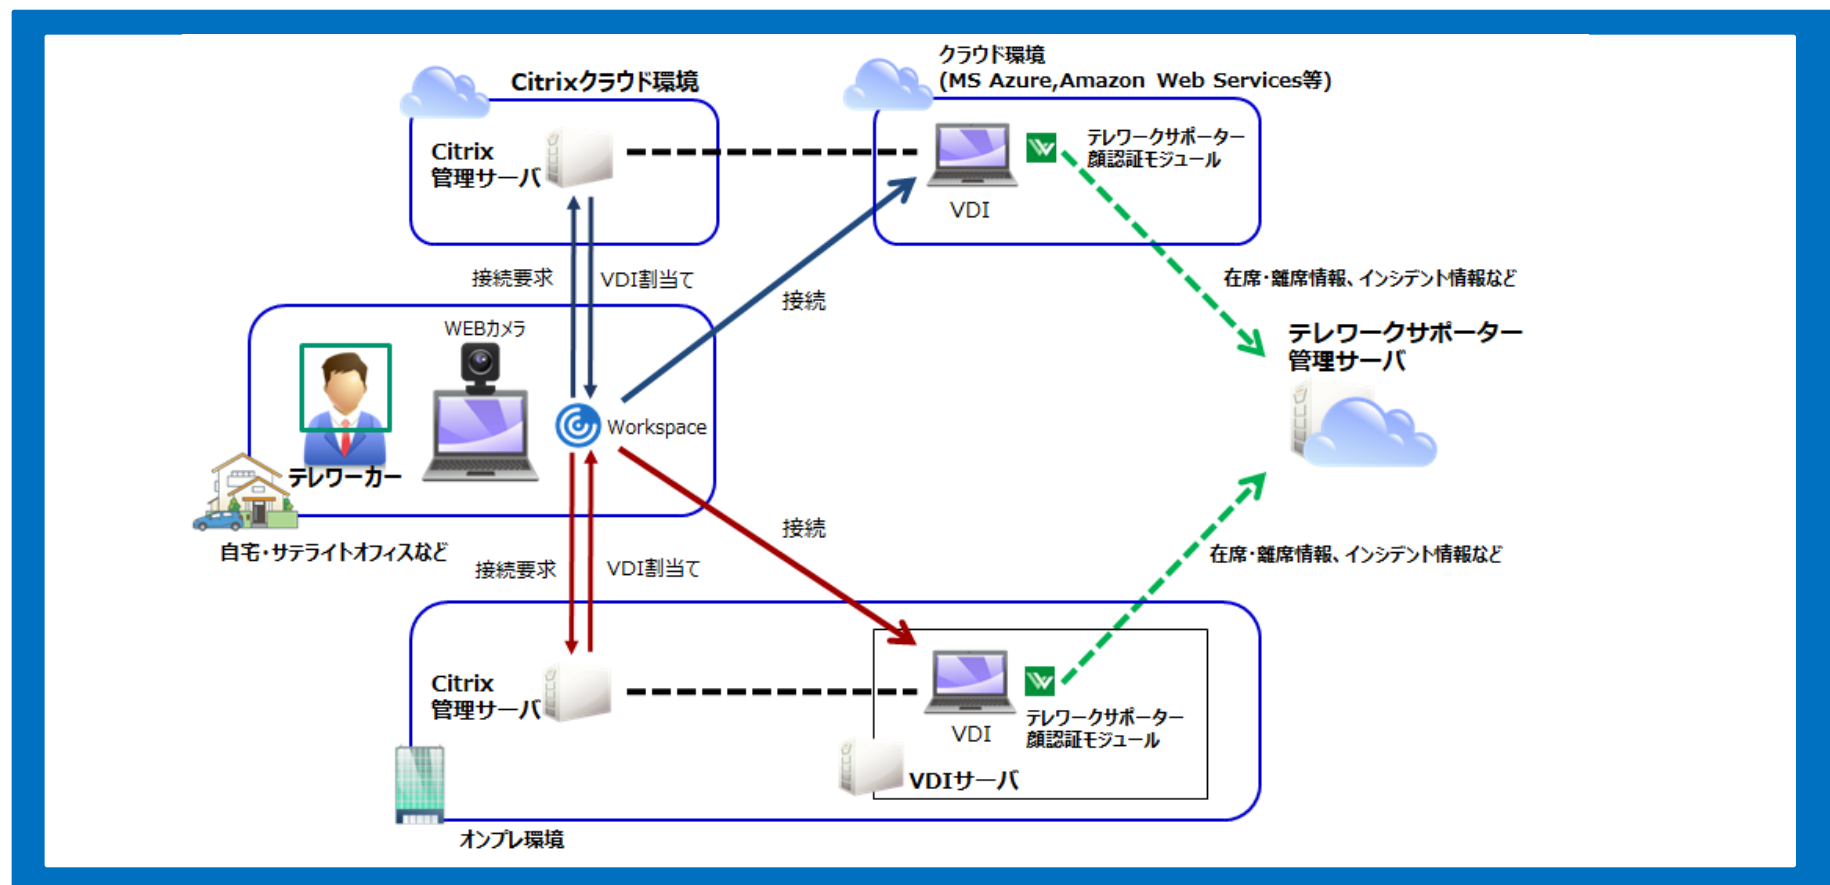 Citrixクラウド環境
クラウド環境
(MS Azure,Amazon Web Services等)
Citrix
管理サーバ
VDI
テレワークサポーター
顔認証モジュール
接続要求
VDI割当て
接続
在席・離席情報、インシデント情報など
WEBカメラ
テレワーカー
Workspace
自宅・サテライトオフィスなど
テレワークサポーター
管理サーバ
接続要求
VDI割当て
接続
在席・離席情報、インシデント情報など
Citrix
管理サーバ
VDI
テレワークサポーター
顔認証モジュール
VDIサーバ
オンプレ環境